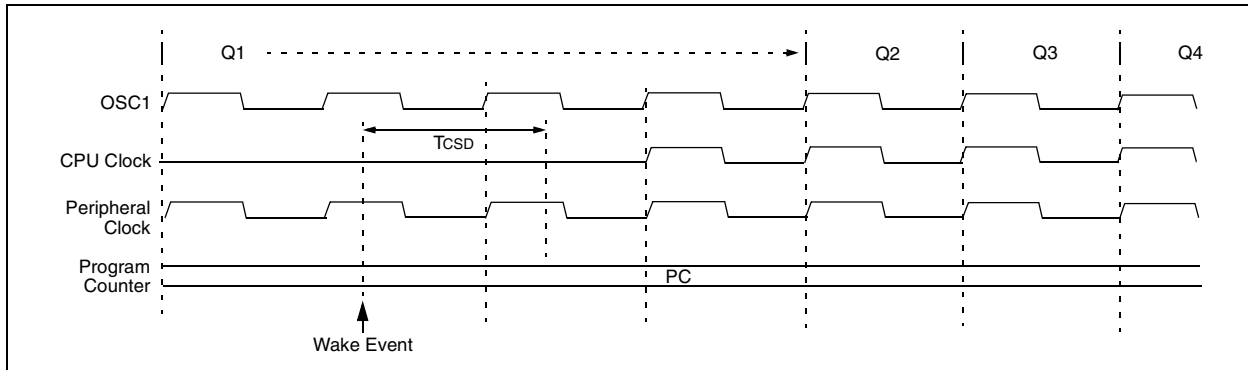 Q1 Q2 Q3 Q4
OSC1
TCSD
CPU Clock
Peripheral
Clock
Program
Counter
PC
Wake Event